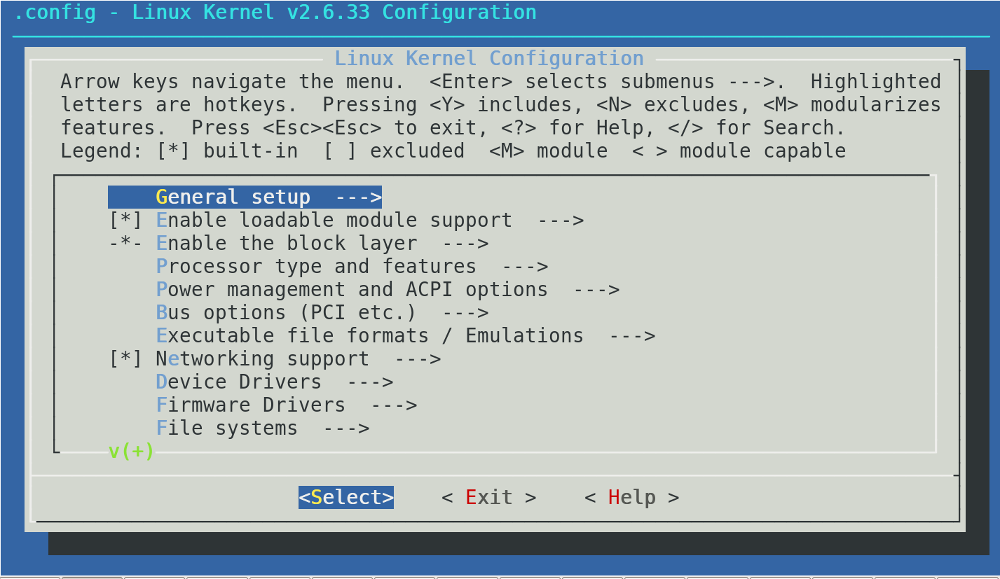 .config - Linux Kernel v2.6.33 Configuration
Linux Kernel Configuration
Arrow keys navigate the menu.  <Enter> selects submenus --->.  Highlighted
letters are hotkeys.  Pressing <Y> includes, <N> excludes, <M> modularizes
features.  Press <Esc><Esc> to exit, <?> for Help, </> for Search.
Legend: [*] built-in  [ ] excluded  <M> module  < > module capable
General setup  --->
[*] Enable loadable module support  --->
-*- Enable the block layer  --->
Processor type and features  --->
Power management and ACPI options  --->
Bus options (PCI etc.)  --->
Executable file formats / Emulations  --->
[*] Networking support  --->
Device Drivers  --->
Firmware Drivers  --->
File systems  --->
v(+)
<Select>    < Exit >    < Help >